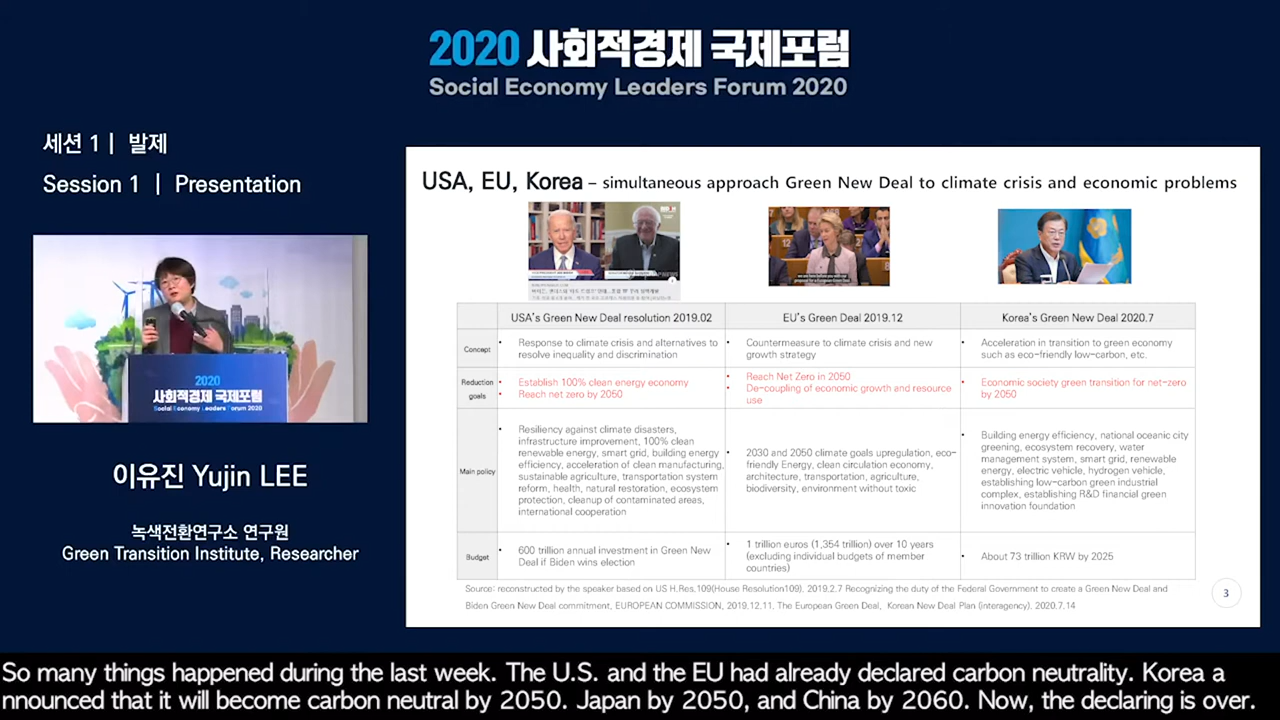 2020 사회적경제 국제포럼
Social Economy Leaders Forum 2020
세션 1 | 발제
Session 1 | Presentation
2020
사회적경제 국제포럼
Social Economy Leaders Forum 2020
이유진 Yujin LEE
녹색전환연구소 연구원
Green Transition Institute, Researcher
USA, EU, Korea – simultaneous approach Green New Deal to climate crisis and economic problems
USA's Green New Deal resolution 2019.02
EU's Green Deal 2019.12
Korea's Green New Deal 2020.7
Concept
• Response to climate crisis and alternatives to
resolve inequality and discrimination
• Countermeasure to climate crisis and new
growth strategy
• Acceleration in transition to green economy
such as eco-friendly low-carbon, etc.
Reduction
goals
• Establish 100% clean energy economy
• Reach net zero by 2050
• Reach Net Zero in 2050
• De-coupling of economic growth and resource
use
• Economic society green transition for net-zero
by 2050
Main policy
• Resiliency against climate disasters,
infrastructure improvement, 100% clean
renewable energy, smart grid, building energy
efficiency, acceleration of clean manufacturing,
sustainable agriculture, transportation system
reform, health, natural restoration, ecosystem
protection, cleanup of contaminated areas,
international cooperation
• 2030 and 2050 climate goals upregulation, eco-
friendly Energy, clean circulation economy,
architecture, transportation, agriculture,
biodiversity, environment without toxic
• Building energy efficiency, national oceanic city
greening, ecosystem recovery, water
management system, smart grid, renewable
energy, electric vehicle, hydrogen vehicle,
establishing low-carbon green industrial
complex, establishing R&D financial green
innovation foundation
Budget
• 600 trillion annual investment in Green New
Deal if Biden wins election
• 1 trillion euros (1,354 trillion) over 10 years
(excluding individual budgets of member
countries)
• About 73 trillion KRW by 2025
Source: reconstructed by the speaker based on US H.Res,109(House Resolution109). 2019.2.7 Recognizing the duty of the Federal Government to create a Green New Deal and
Biden Green New Deal commitment, EUROPEAN COMMISSION, 2019.12.11. The European Green Deal, Korean New Deal Plan (interagency). 2020.7.14
3
So many things happened during the last week. The U.S. and the EU had already declared carbon neutrality. Korea a
nnounced that it will become carbon neutral by 2050. Japan by 2050, and China by 2060. Now, the declaring is over.